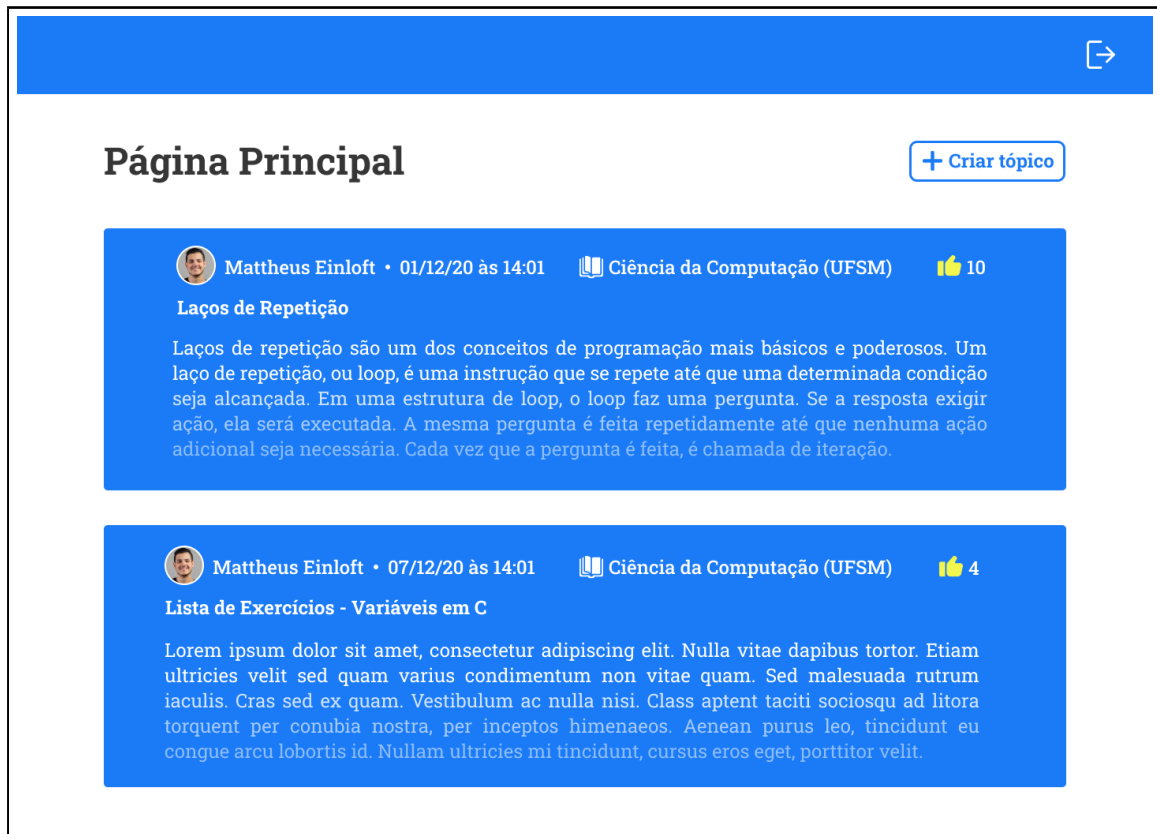 Página Principal
Criar tópico
Mattheus Einloft • 01/12/20 às 14:01 Ciência da Computação (UFSM) 10
Laços de Repetição
Laços de repetição são um dos conceitos de programação mais básicos e poderosos. Um
laço de repetição, ou loop, é uma instrução que se repete até que uma determinada condição
seja alcançada. Em uma estrutura de loop, o loop faz uma pergunta. Se a resposta exigir
ação, ela será executada. A mesma pergunta é feita repetidamente até que nenhuma ação
adicional seja necessária. Cada vez que a pergunta é feita, é chamada de iteração.
Mattheus Einloft • 07/12/20 às 14:01 Ciência da Computação (UFSM) 4
Lista de Exercícios - Variáveis em C
Lorem ipsum dolor sit amet, consectetur adipiscing elit. Nulla vitae dapibus tortor. Etiam
ultricies velit sed quam varius condimentum non vitae quam. Sed malesuada rutrum
iaculis. Cras sed ex quam. Vestibulum ac nulla nisi. Class aptent taciti sociosqu ad litora
torquent per conubia nostra, per inceptos himenaeos. Aenean purus leo, tincidunt eu
congue arcu lobortis id. Nullam ultricies mi tincidunt, cursus eros eget, porttitor velit.